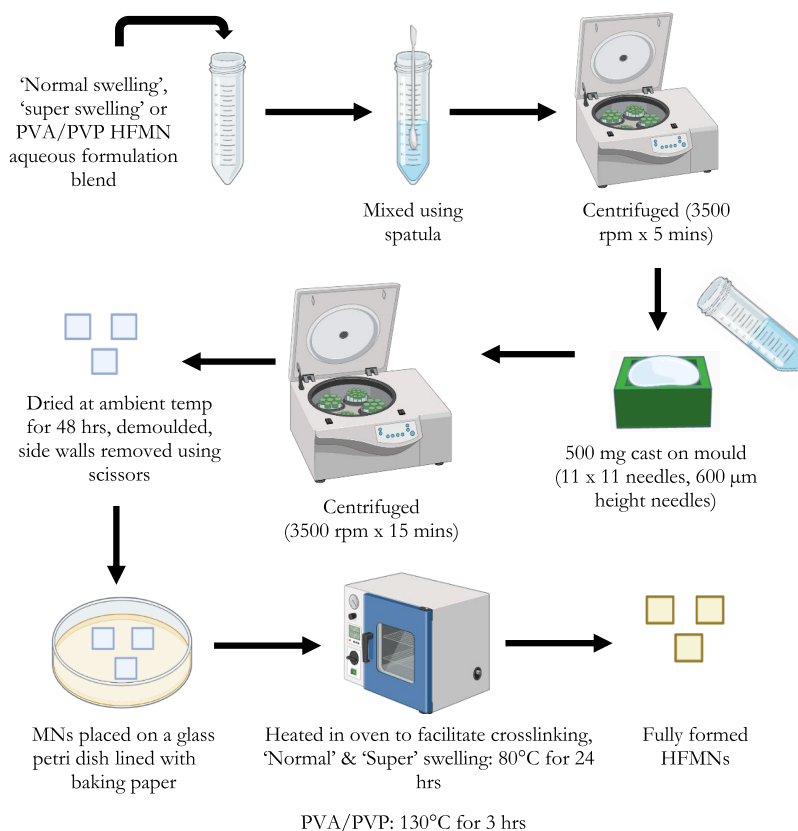 ‘Normal swelling’,
‘super swelling’ or
PVA/PVP HFMN
aqueous formulation
blend
Mixed using
spatula
Centrifuged (3500
rpm x 5 mins)
500 mg cast on mould
(11 x 11 needles, 600 μm
height needles)
Centrifuged
(3500 rpm x 15 mins)
Dried at ambient temp
for 48 hrs, demoulded,
side walls removed using
scissors
MNs placed on a glass
petri dish lined with
baking paper
Heated in oven to facilitate crosslinking,
‘Normal’ & ‘Super’ swelling: 80°C for 24
hrs
PVA/PVP: 130°C for 3 hrs
Fully formed
HFMNs